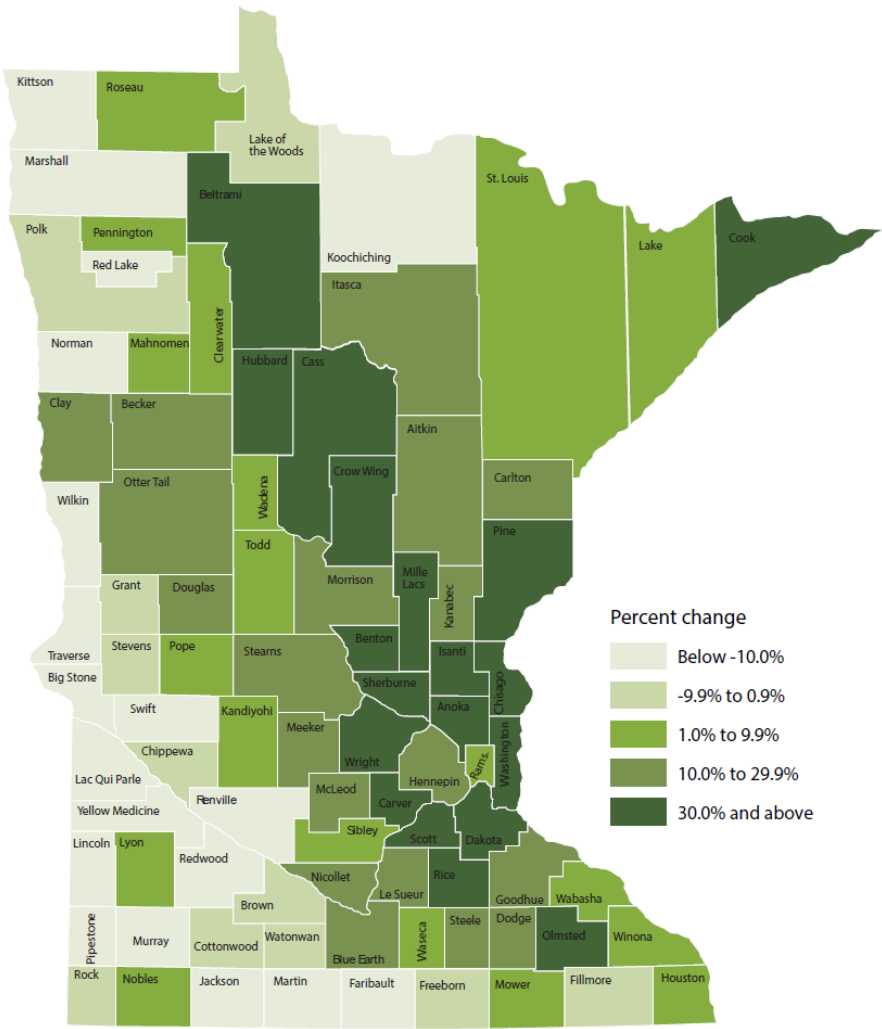 Kittson
Roseau
Lake of
the Woods
Marshall
St. Louis
Beltrami
Polk
Pennington
Lake
Cook
Red Lake
Koochiching
Itasca
Clearwater
Norman
Mahnomen
Hubbard
Cass
Clay
Becker
Aitkin
Crow Wing
Otter Tail
Carlton
Wilkin
Wadena
Pine
Todd
Grant
Douglas
Morrison
Mille
Lacs
Kanabec
Percent change
Below -10.0%
-9.9% to 0.9%
1.0% to 9.9%
10.0% to 29.9%
30.0% and above
Traverse
Stevens
Pope
Stearns
Benton
Isanti
Big Stone
Sherburne
Chisago
Swift
Kandiyohi
Anoka
Meeker
Chippewa
Washington
Wright
Rams.
Lac Qui Parle
Hennepin
McLeod
Renville
Carver
Yellow Medicine
Sibley
Lincoln
Lyon
Scott
Dakota
Redwood
Nicollet
Rice
Le Sueur
Goodhue
Wabasha
Brown
Pipestone
Murray
Cottonwood
Watonwan
Blue Earth
Waseca
Steele
Dodge
Olmsted
Winona
Rock
Nobles
Jackson
Martin
Faribault
Freeborn
Mower
Fillmore
Houston